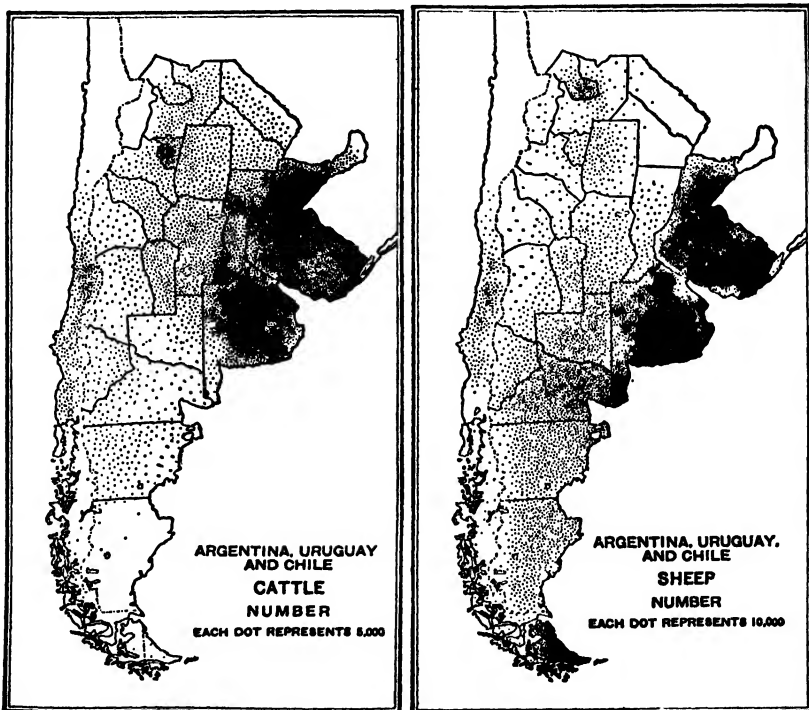 ARGENTINA, URUGUAY
AND CHILE
CATTLE
NUMBER
EACH DOT REPRESENTS 5,000
ARGENTINA, URUGUAY,
AND CHILE
SHEEP
NUMBER
EACH DOT REPRESENTS 10,000